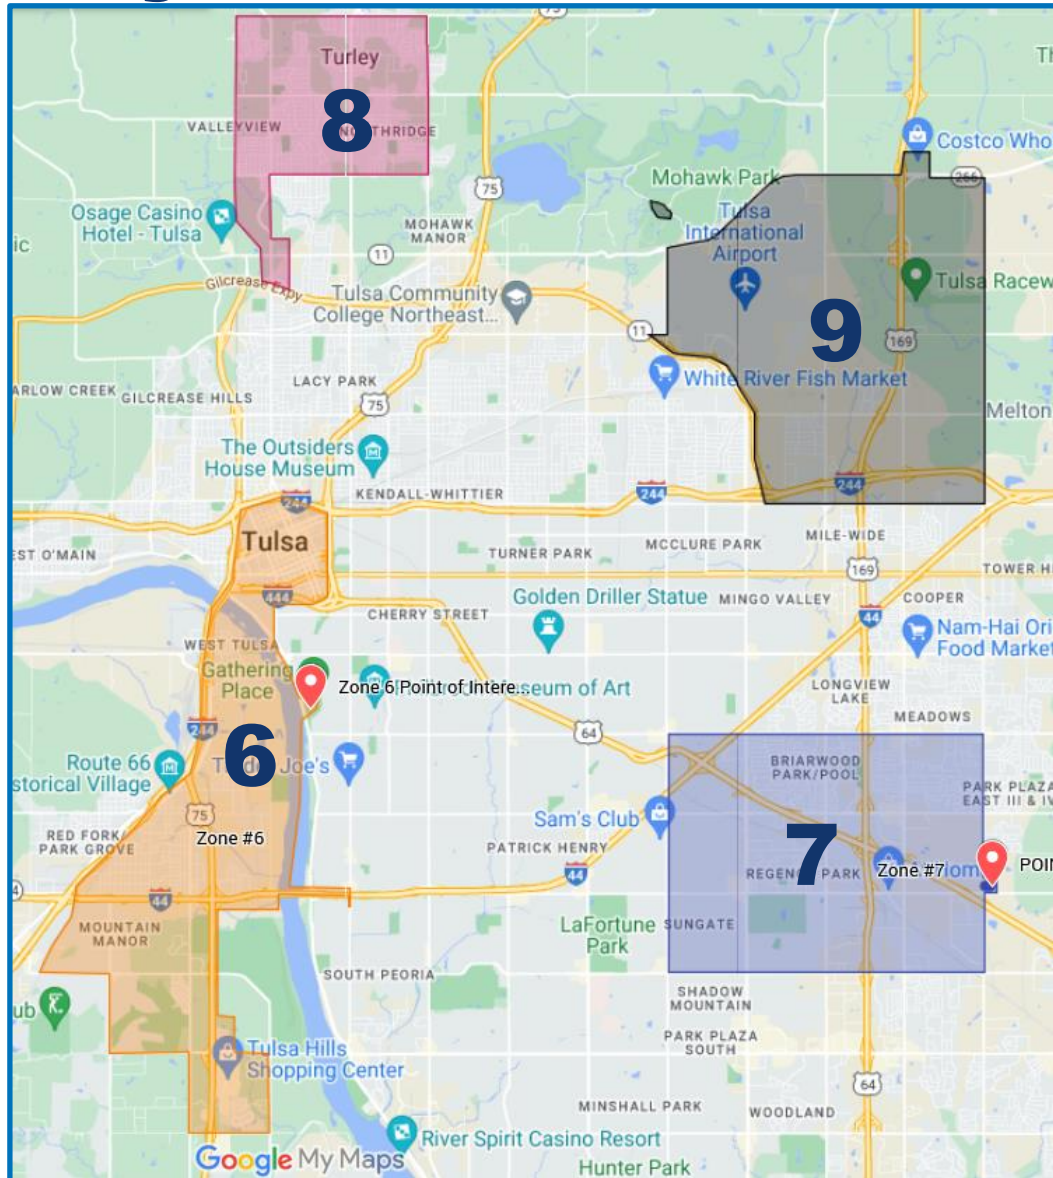 75
Turley
8
VALLEYVIEW
NORTHRIDGE
Costco Who
75
Mohawk Park
266
Osage Casino
Hotel - Tulsa
MOHAWK
MANOR
Tulsa
International
Airport
ic
11
Gilcrease Expy
Tulsa Community
College Northeast...
Tulsa Racew
11
9
169
White River Fish Market
ARLOW CREEK
GILCREASE HILLS
LACY PARK
75
Melton
The Outsiders
House Museum
KENDALL-WHITTIER
244
244
244
Tulsa
EST O'MAIN
TURNER PARK
MCCLURE PARK
MILE-WIDE
169
TOWER HI
444
CHERRY STREET
Golden Driller Statue
MINGO VALLEY
COOPER
44
Nam-Hai Ori
Food Market
WEST TULSA
Gathering
Place
Zone 6 Point of Intere...
seum of Art
LONGVIEW
LAKE
MEADOWS
244
64
6
Route 66
storical Village
Joe's
BRIARWOOD
PARK/POOL
PARK PLAZA
EAST III & IV
75
Sam's Club
7
RED FORK/
PARK GROVE
Zone #6
PATRICK HENRY
REGENCY PARK
Zone #7
POIN
44
44
MOUNTAIN
MANOR
LaFortune
Park
SUNGATE
SOUTH PEORIA
SHADOW
MOUNTAIN
ub
PARK PLAZA
SOUTH
Tulsa Hills
Shopping Center
64
MINSHALL PARK
WOODLAND
River Spirit Casino Resort
Google My Maps
Hunter Park